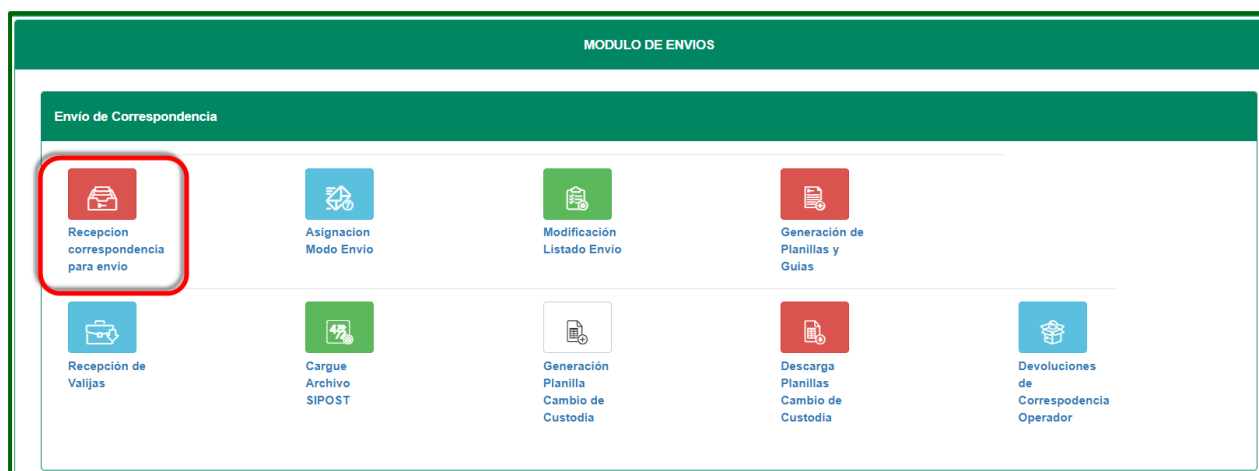 MODULO DE ENVIOS
Envío de Correspondencia
Recepcion
correspondencia
para envio
Asignacion
Modo Envio
Modificación
Listado Envio
Generación de
Planillas y
Guias
Recepción de
Valijas
Cargue
Archivo
SIPOST
Generación
Planilla
Cambio de
Custodia
Descarga
Planillas
Cambio de
Custodia
Devoluciones
de
Correspodencia
Operador